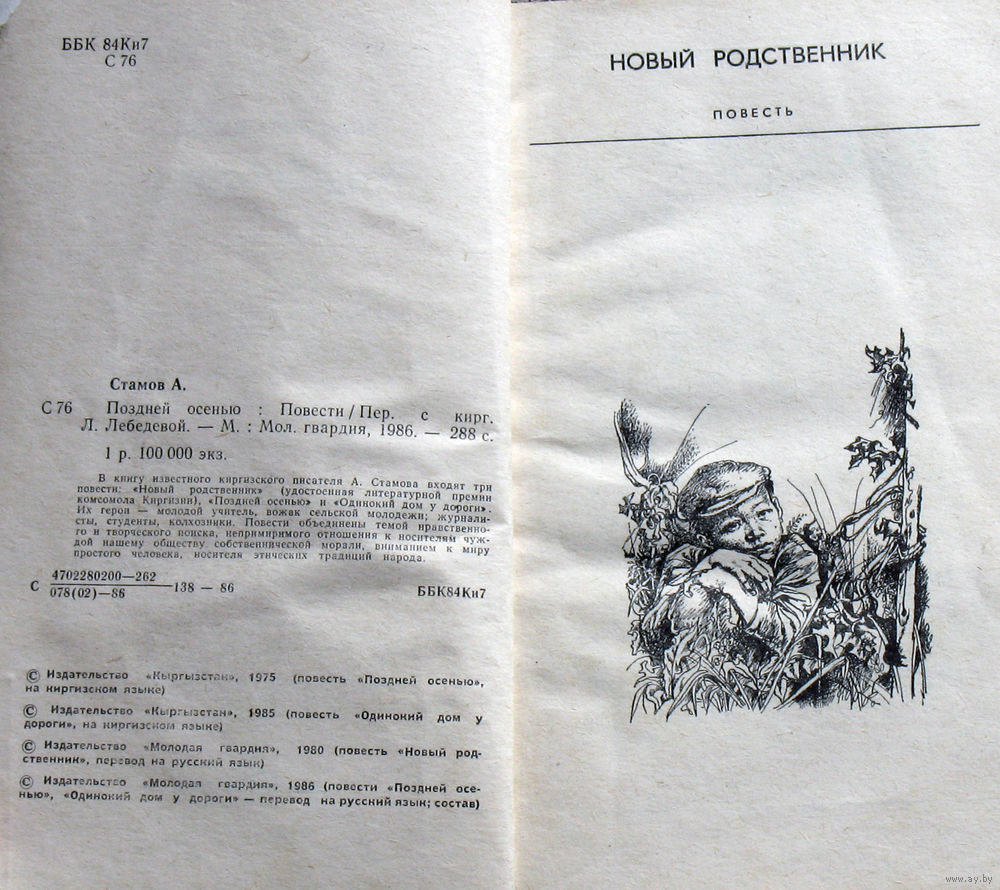 ББК 84Ки7
С 76
Стамов А.
С 76 Поздней осенью : Повести / Пер. с кирг.
Л. Лебедевой. — М. : Мол. гвардия, 1986. — 288 с.
1 р. 100 000 экз.
В книгу известного киргизского писателя А. Стамова входят три
повести: «Новый родственник» (удостоенная литературной премии
комсомола Киргизии), «Поздней осенью» и «Одинокий дом у дороги».
Их герои — молодой учитель, вожак сельской молодежи; журнали-
сты, студенты, колхозники. Повести объединены темой нравственно-
го и творческого поиска, непримиримого отношения к носителям чуж-
дой нашему обществу собственнической морали, вниманием к миру
простого человека, носителя этических традиций народа.
С 4702280200—262
078(02)—86 138 — 86
ББК84Ки7
© Издательство «Кыргызстан», 1975 (повесть «Поздней осенью»,
на киргизском языке)
© Издательство «Кыргызстан», 1985 (повесть «Одинокий дом у
дороги», на киргизском языке)
© Издательство «Молодая гвардия», 1980 (повесть «Новый род-
ственник», перевод на русский язык)
© Издательство «Молодая гвардия», 1986 (повести «Поздней осе-
нью», «Одинокий дом у дороги» — перевод на русский язык; состав)
НОВЫЙ РОДСТВЕННИК
ПОВЕСТЬ
www.ay.by